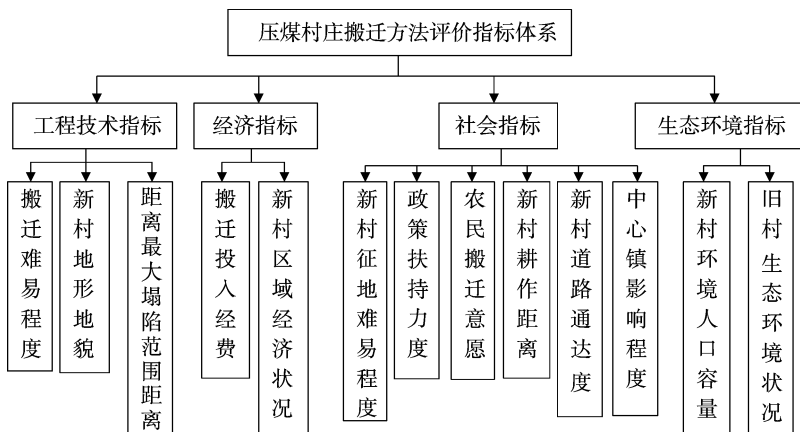 压煤村庄搬迁方法评价指标体系
工程技术指标
经济指标
社会指标
生态环境指标
搬迁难易程度
新村地形地貌
距离最大塌陷范围距离
搬迁投入经费
新村区域经济状况
新村征地难易程度
政策扶持力度
农民搬迁意愿
新村耕作距离
新村道路通达度
中心镇影响程度
新村环境人口容量
旧村生态环境状况